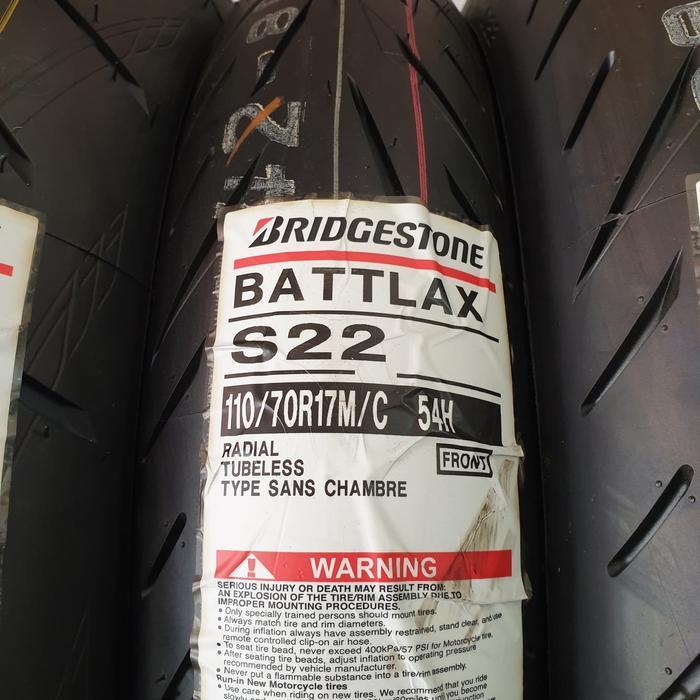 BRIDGESTONE
BATTLAX
S22
110/70R17M/C 54H
RADIAL
TUBELESS
TYPE SANS CHAMBRE
FRONT
WARNING
SERIOUS INJURY OR DEATH MAY RESULT FROM:
AN EXPLOSION OF THE TIRE/RIM ASSEMBLY DUE TO
IMPROPER MOUNTING PROCEDURES.
• Only specially trained persons should mount tires.
• Always match tire and rim diameters.
• During inflation always have assembly restrained, stand clear, and use
remote controlled clip-on air hose.
• To seat tire bead, never exceed 400kPa/57 PSI for Motorcycle tire.
• After seating tire beads, adjust inflation to operating pressure
recommended by vehicle manufacturer.
• Never put a flammable substance into a tire/rim assembly.
Run-in New Motorcycle tires
• Use care when riding on new tires. We recommend that you ride
until you become